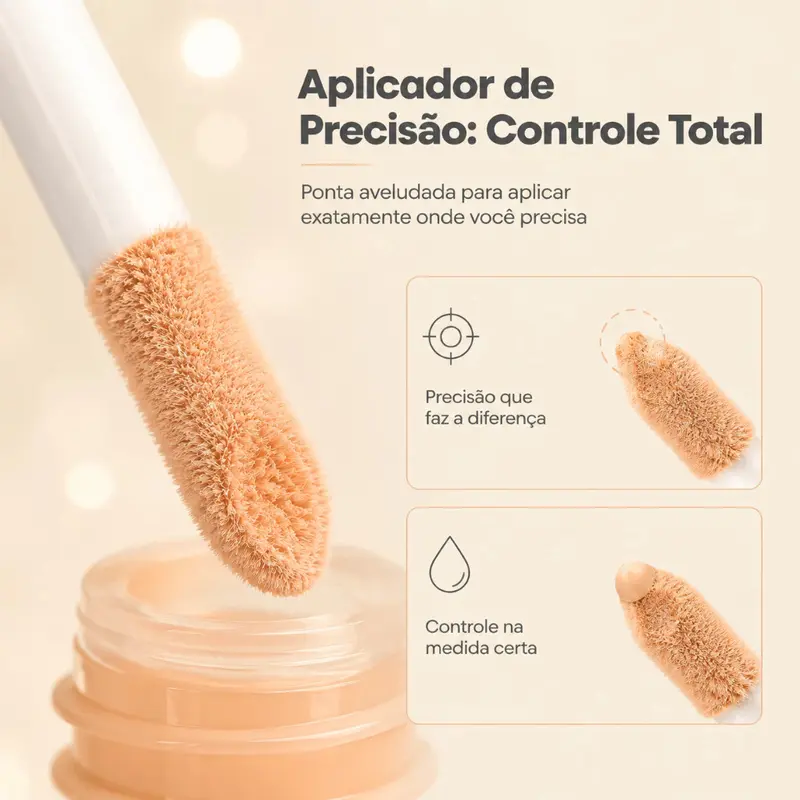 Aplicador de
Precisão: Controle Total
Ponta aveludada para aplicar
exatamente onde você precisa
Precisão que
faz a diferença
Controle na
medida certa